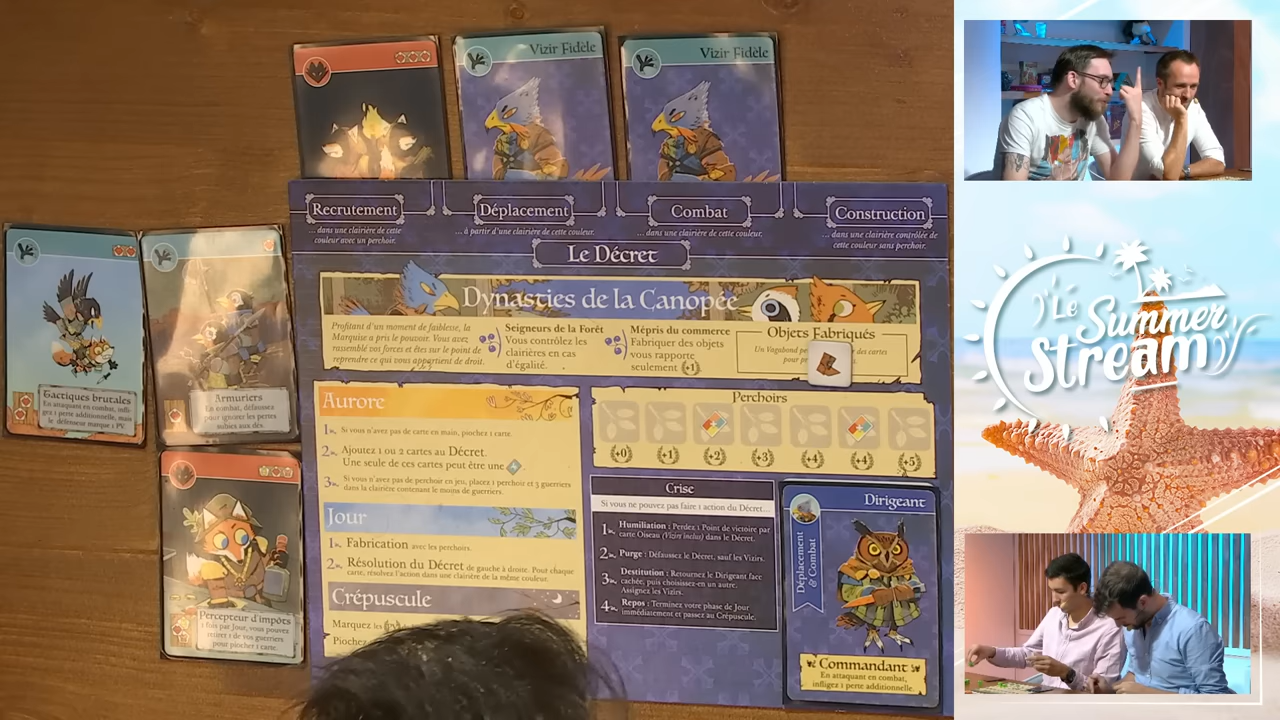 Vizir Fidèle
Vizir Fidèle
Recrutement
... dans une clairière de cette
couleur avec un perchoir.
Déplacement
... à partir d'une clairière de cette couleur.
Combat
... dans une clairière de cette couleur.
Construction
... dans une clairière contrôlée de
cette couleur sans perchoir.
Le Décret
Dynasties de la Canopée
Profitant d'un moment de faiblesse, la
Marquise a pris le pouvoir. Vous avez
rassemblé vos forces et êtes sur le point de
reprendre ce qui vous appartient de droit.
Seigneurs de la Forêt
Vous contrôlez les
clairières en cas
d'égalité.
Mépris du commerce
Fabriquer des objets
vous rapporte
seulement +1.
Objets Fabriqués
Un Vagabond des cartes
pour
Gactiques brutales
En attaquant en combat, infli-
gez 1 perte additionnelle, mais
le défenseur marque 1 PV.
Armuriers
En combat, défaussez
pour ignorer les pertes
subies aux dés.
Percepteur d'impôts
1 fois par Jour, vous pouvez
retirer 1 de vos guerriers
pour piocher 1 carte.
Aurore
1 Si vous n'avez pas de carte en main, piochez 1 carte.
2 Ajoutez 1 ou 2 cartes au Décret.
Une seule de ces cartes peut être une
3 Si vous n'avez pas de perchoir en jeu, placez 1 perchoir et 3 guerriers
dans la clairière contenant le moins de guerriers.
Jour
1 Fabrication avec les perchoirs.
2 Résolution du Décret de gauche à droite. Pour chaque
carte, résolvez l'action dans une clairière de la même couleur.
Crépuscule
Marquez les
Piochez
Perchoirs
+0 +1 +2 +3 +4 +4 +5
Crise
Si vous ne pouvez pas faire 1 action du Décret...
1 Humiliation : Perdez 1 Point de victoire par
carte Oiseau (Vizirs inclus) dans le Décret.
2 Purge : Défaussez le Décret, sauf les Vizirs.
3 Destitution : Retournez le Dirigeant face
cachée, puis choisissez-en un autre.
Assignez les Vizirs.
4 Repos : Terminez votre phase de Jour
immédiatement et passez au Crépuscule.
Dirigeant
Déplacement
& Combat
Commandant
En attaquant en combat,
infligez 1 perte additionnelle.
Le Summer
Stream